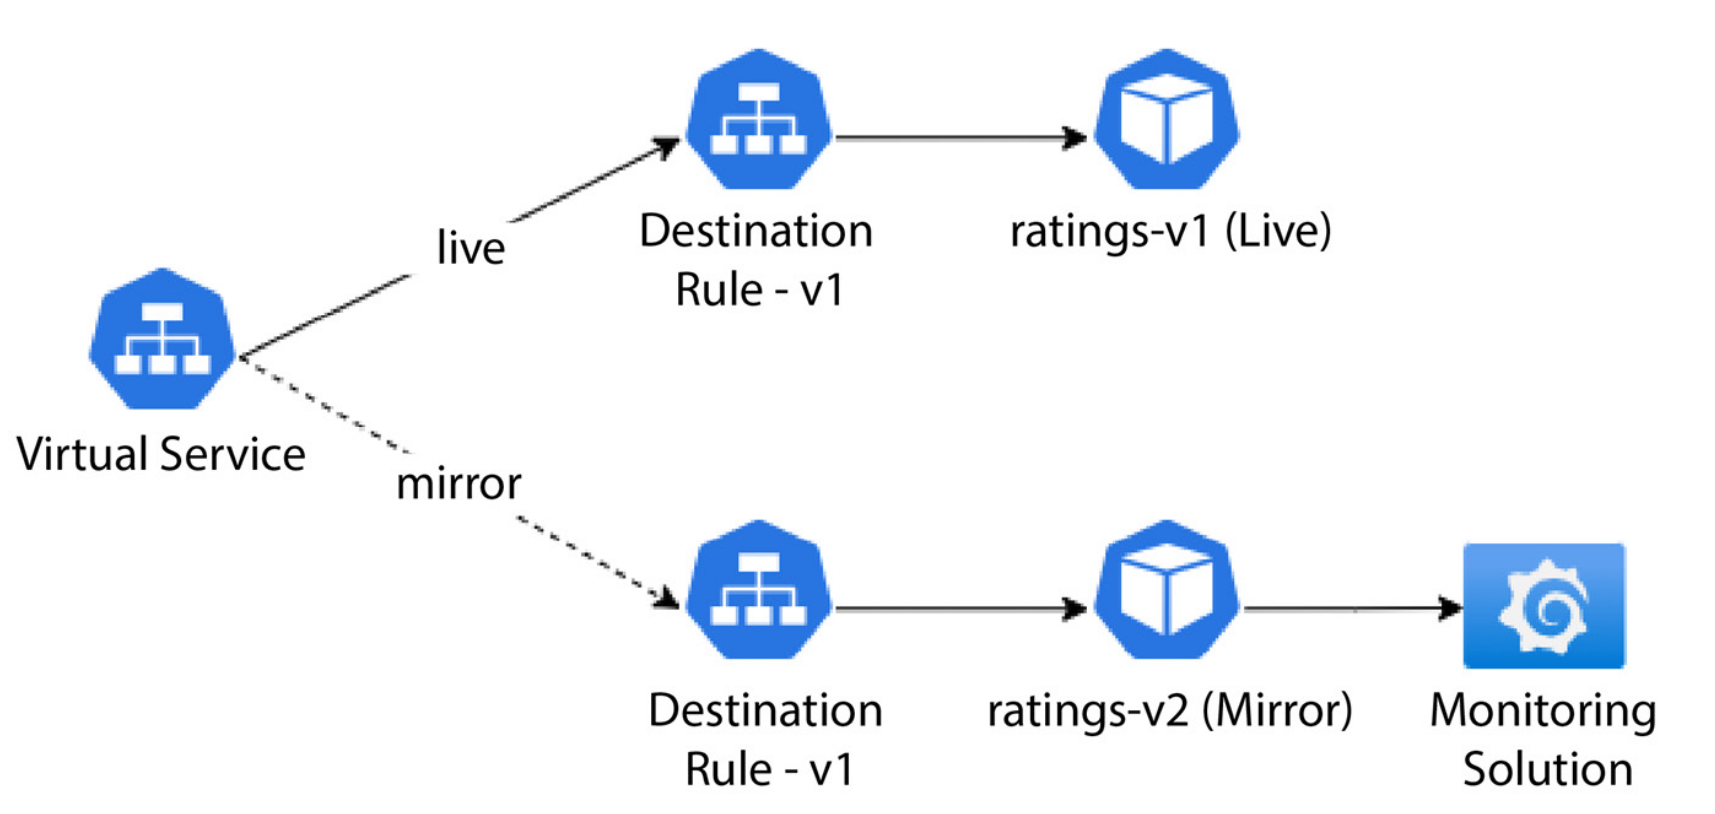 Destination
Rule - v1
ratings-v1 (Live)
live
Virtual Service
mirror
Destination
Rule - v1
ratings-v2 (Mirror)
Monitoring
Solution